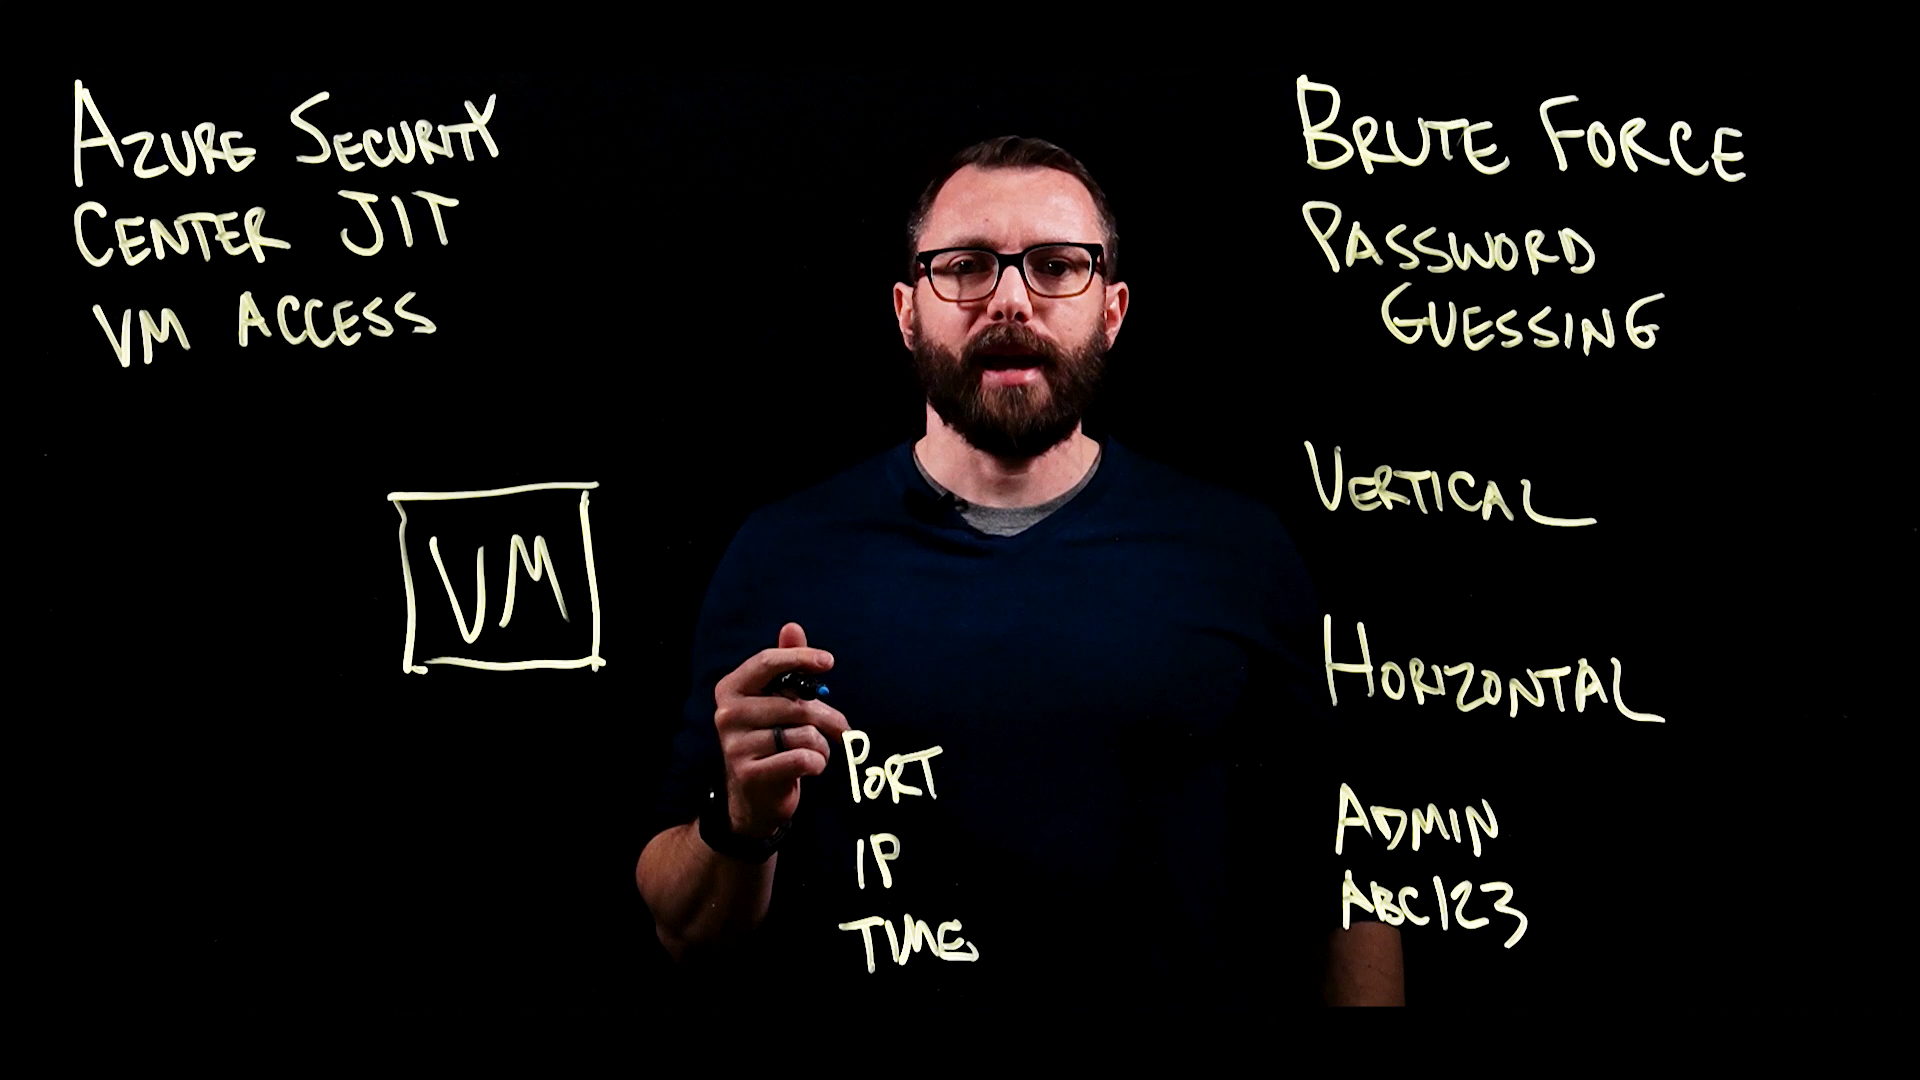 AZURE SECURITY
CENTER JIT
VM ACCESS
VM
PORT
IP
TIME
BRUTE FORCE
PASSWORD
GUESSING
VERTICAL
HORIZONTAL
ADMIN
ABC123